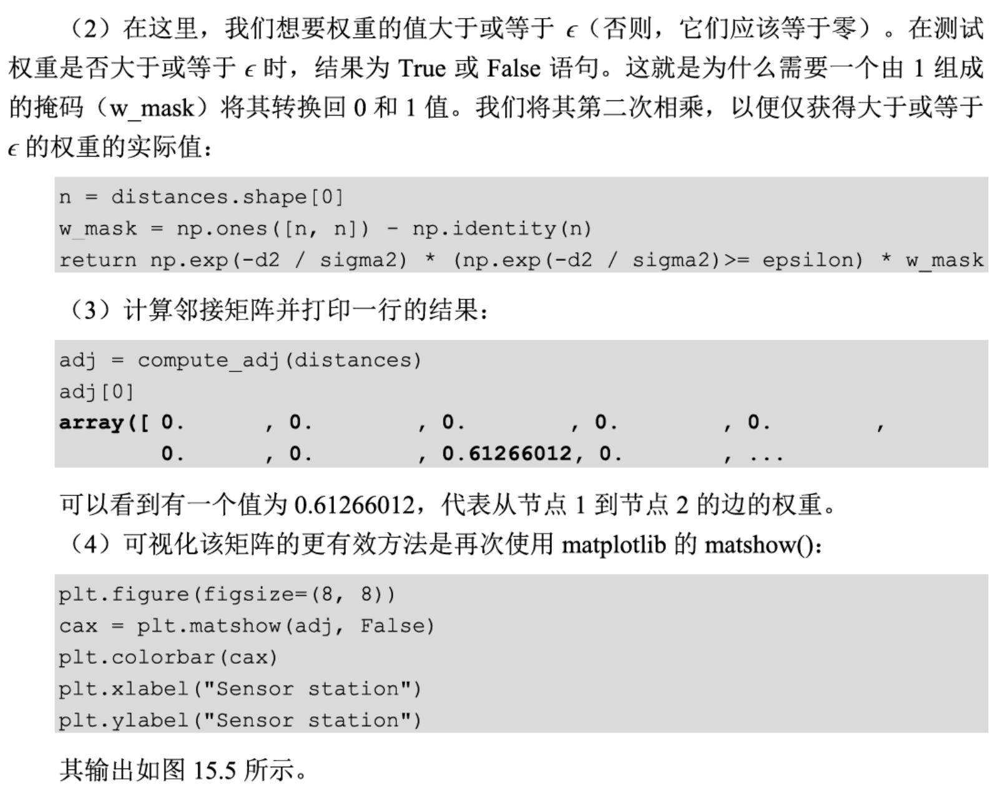 （2）在这里，我们想要权重的值大于或等于 ϵ（否则，它们应该等于零）。在测试
权重是否大于或等于 ϵ 时，结果为 True 或 False 语句。这就是为什么需要一个由 1 组成
的掩码（w_mask）将其转换回 0 和 1 值。我们将其第二次相乘，以便仅获得大于或等于
ϵ 的权重的实际值：
n = distances.shape[0]
w_mask = np.ones([n, n]) - np.identity(n)
return np.exp(-d2 / sigma2) * (np.exp(-d2 / sigma2)>= epsilon) * w_mask
（3）计算邻接矩阵并打印一行的结果：
adj = compute_adj(distances)
adj[0]
array([ 0.      , 0.        , 0.        , 0.        , 0.        ,
        0.      , 0.        , 0.61266012, 0.        , ...
可以看到有一个值为 0.61266012，代表从节点 1 到节点 2 的边的权重。
（4）可视化该矩阵的更有效方法是再次使用 matplotlib 的 matshow()：
plt.figure(figsize=(8, 8))
cax = plt.matshow(adj, False)
plt.colorbar(cax)
plt.xlabel("Sensor station")
plt.ylabel("Sensor station")
其输出如图 15.5 所示。